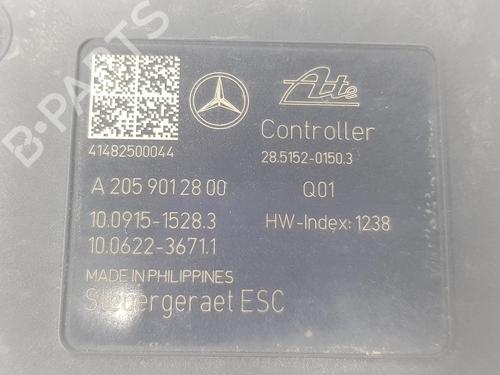 B-PARTS
Ate
41482500044
Controller
28.5152-0150.3
A 205 901 28 00
Q01
10.0915-1528.3
HW-Index: 1238
10.0622-3671.1
MADE IN PHILIPPINES
Steuergeraet ESC